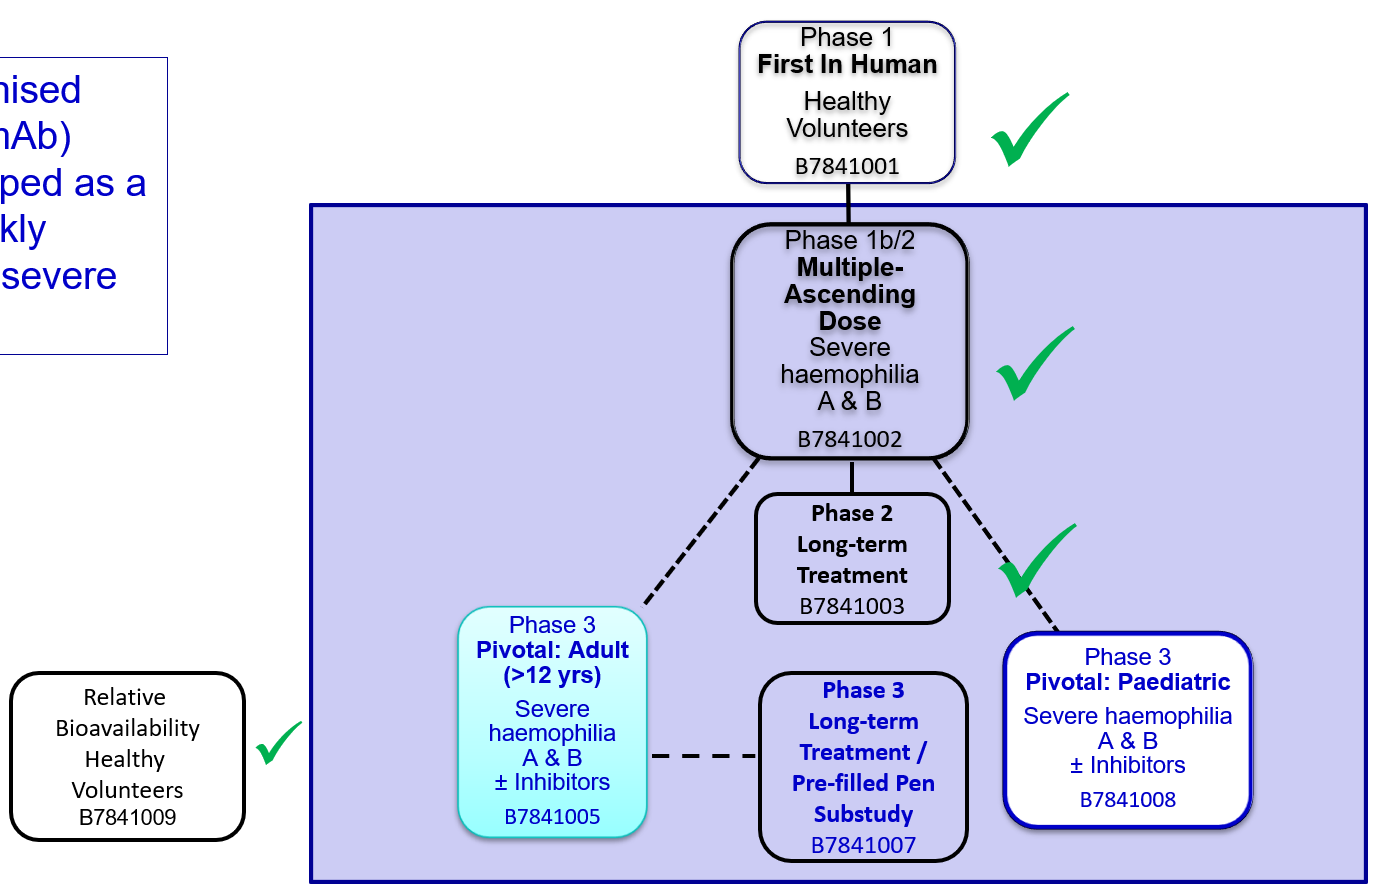 nised
nAb)
ped as a
kly
severe
Phase 1
First In Human
Healthy
Volunteers
B7841001
Phase 1b/2
Multiple-
Ascending
Dose
Severe
haemophilia
A & B
B7841002
Phase 2
Long-term
Treatment
B7841003
Phase 3
Pivotal: Adult
(>12 yrs)
Severe
haemophilia
A & B
± Inhibitors
B7841005
Phase 3
Long-term
Treatment /
Pre-filled Pen
Substudy
B7841007
Phase 3
Pivotal: Paediatric
Severe haemophilia
A & B
± Inhibitors
B7841008
Relative
Bioavailability
Healthy
Volunteers
B7841009